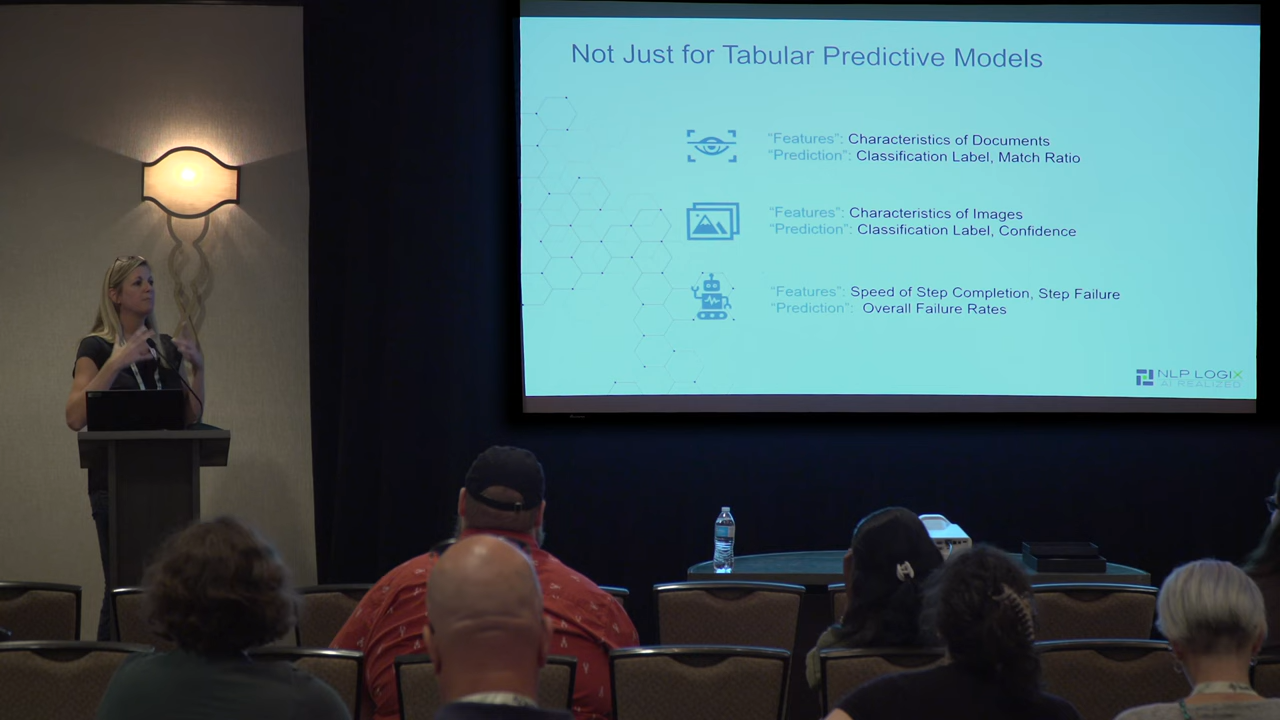 Not Just for Tabular Predictive Models
"Features": Characteristics of Documents
"Prediction": Classification Label, Match Ratio
"Features": Characteristics of Images
"Prediction": Classification Label, Confidence
"Features": Speed of Step Completion, Step Failure
"Prediction": Overall Failure Rates
NLP LOGIX
AI REALIZED